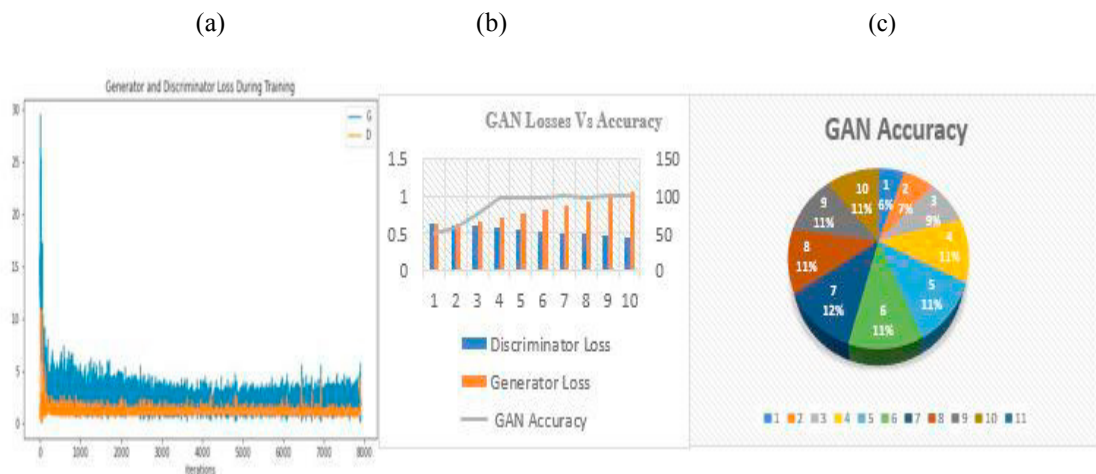 (a) (b) (c)
Generator and Discriminator Loss During Training
G
D
30
25
20
15
10
5
0
0 1000 2000 3000 4000 5000 6000 7000 8000
iterations
GAN Losses Vs Accuracy
1.5 150
1 100
0.5 50
0 0
1 2 3 4 5 6 7 8 9 10
Discriminator Loss
Generator Loss
GAN Accuracy
GAN Accuracy
1
6%
2
7%
3
9%
4
11%
5
11%
6
11%
7
12%
8
11%
9
11%
10
11%
1 2 3 4 5 6 7 8 9 10 11